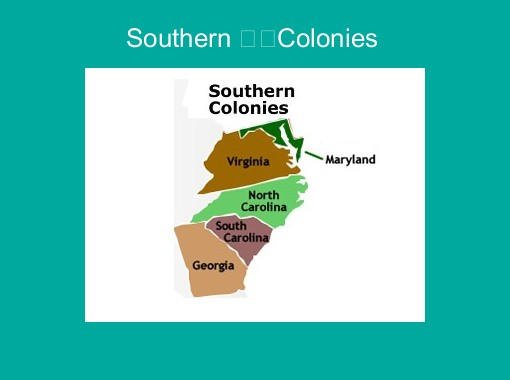 Southern Colonies
Southern
Colonies
Virginia
Maryland
North
Carolina
South
Carolina
Georgia